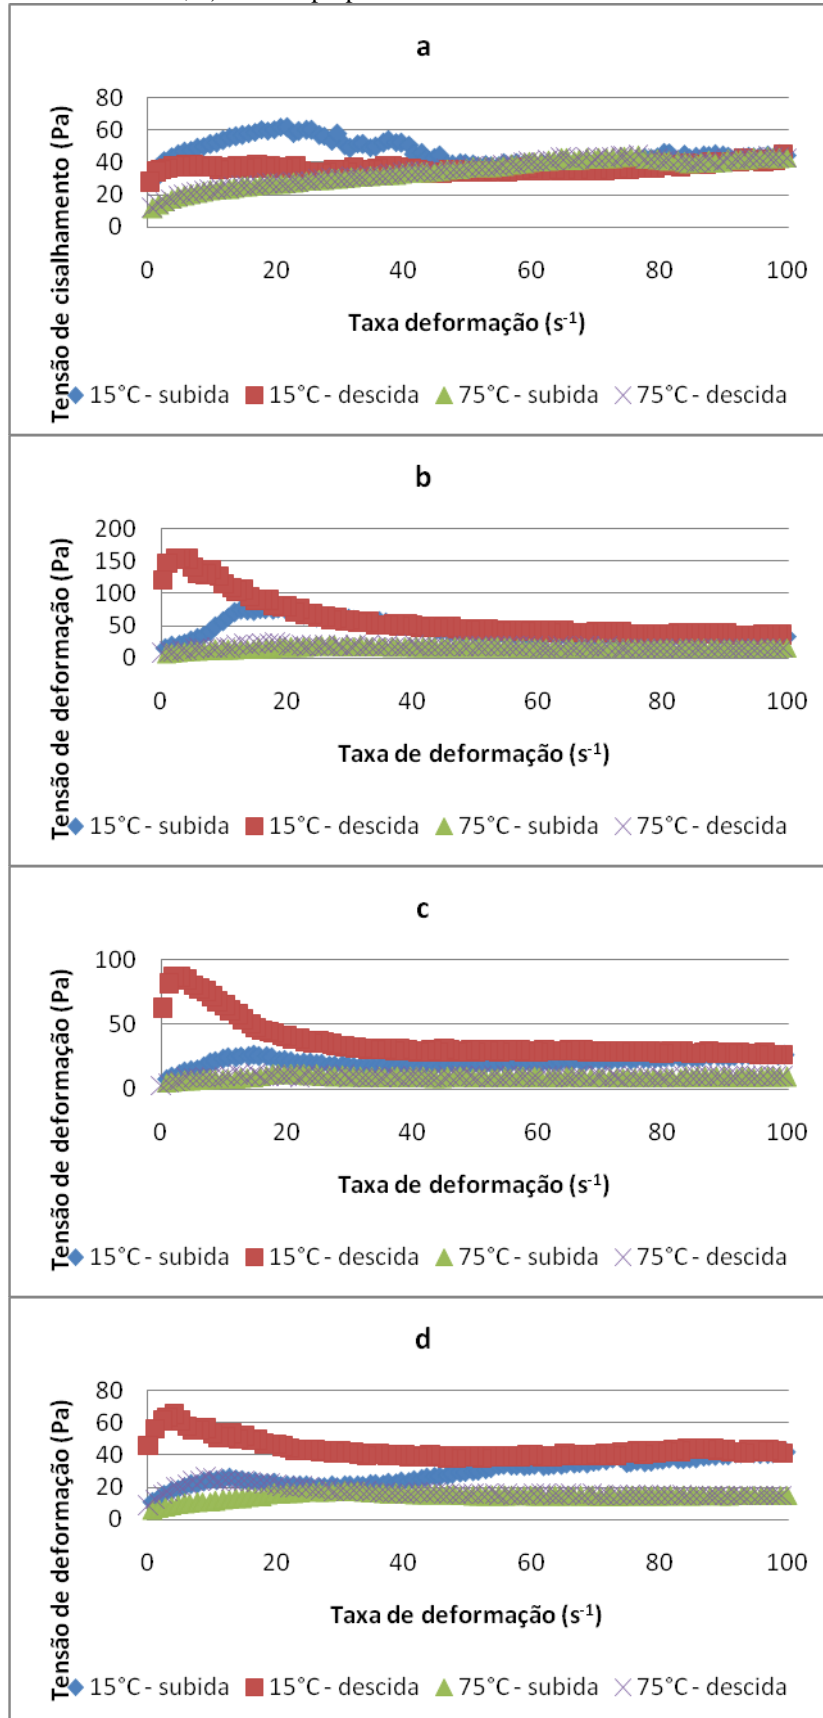 a
Tensão de cisalhamento (Pa)
80
60
40
20
0
0 20 40 60 80 100
Taxa deformação (s⁻¹)
15°C - subida 15°C - descida 75°C - subida 75°C - descida
b
Tensão de deformação (Pa)
200
150
100
50
0
0 20 40 60 80 100
Taxa de deformação (s⁻¹)
15°C - subida 15°C - descida 75°C - subida 75°C - descida
c
Tensão de deformação (Pa)
100
50
0
0 20 40 60 80 100
Taxa de deformação (s⁻¹)
15°C - subida 15°C - descida 75°C - subida 75°C - descida
d
Tensão de deformação (Pa)
80
60
40
20
0
0 20 40 60 80 100
Taxa de deformação (s⁻¹)
15°C - subida 15°C - descida 75°C - subida 75°C - descida